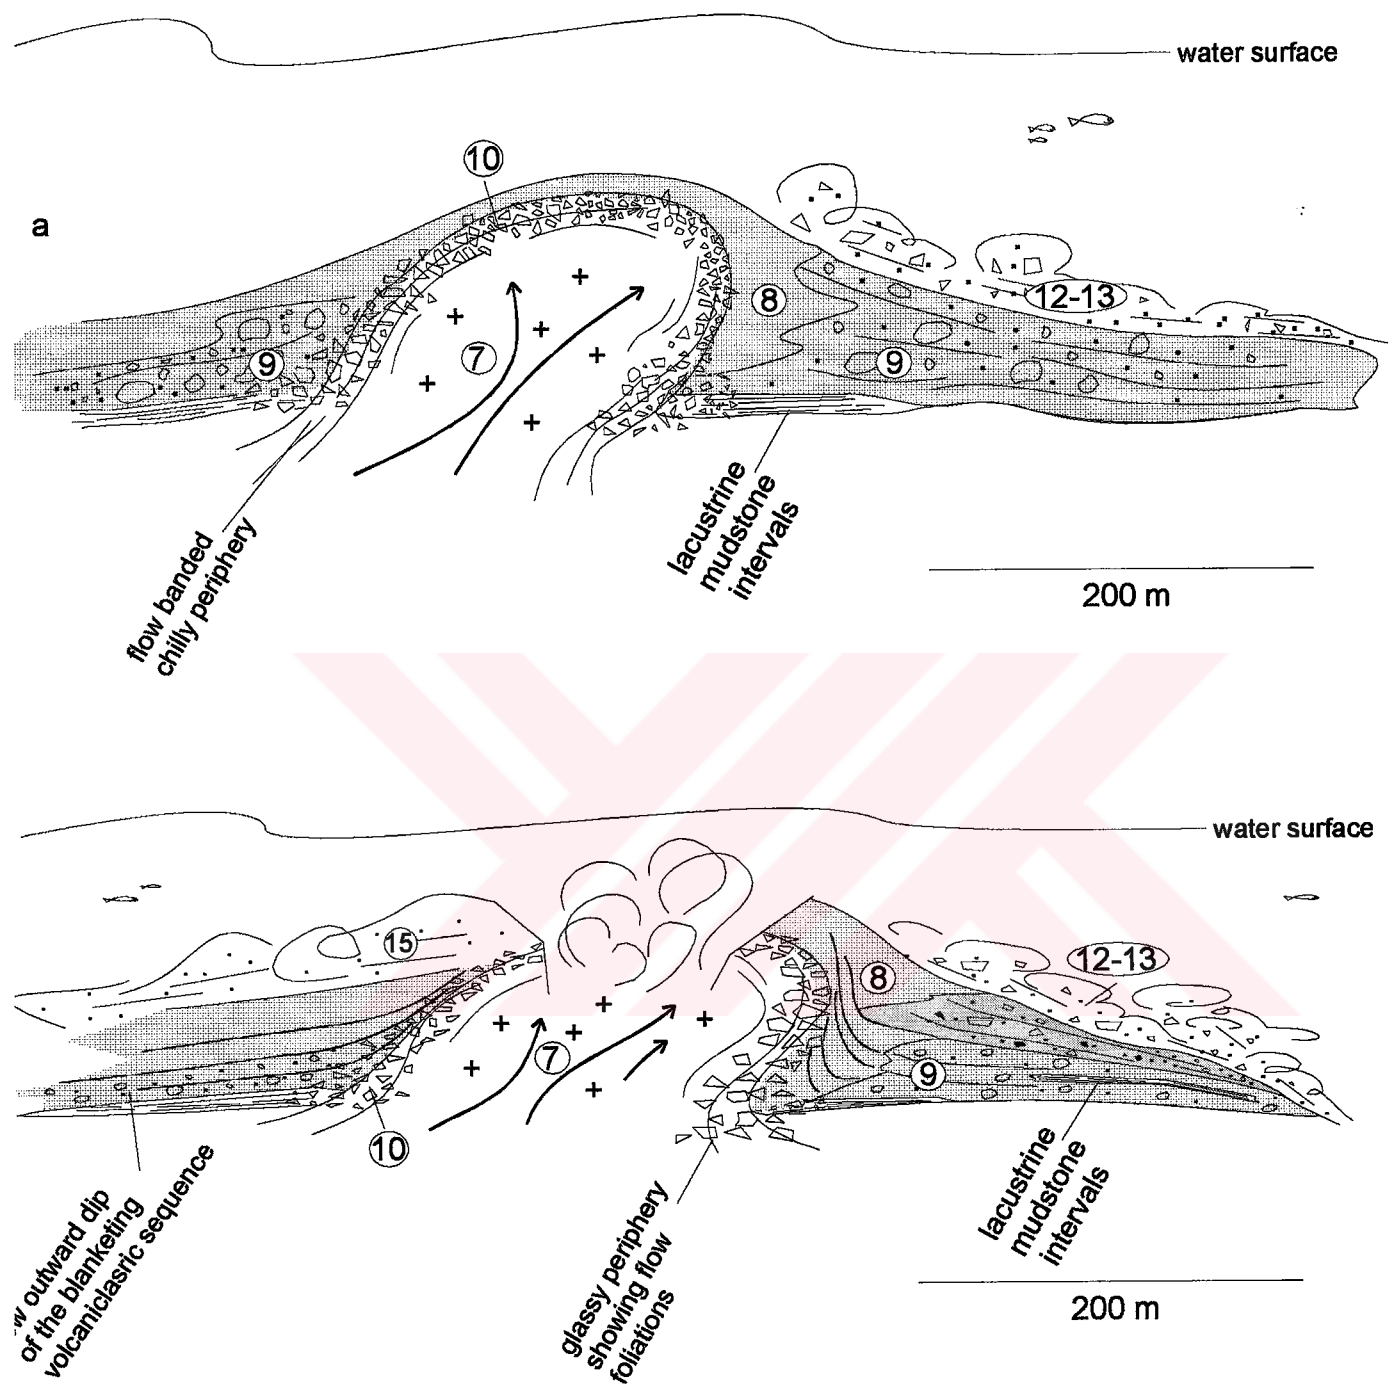 water surface
10
a
8
12-13
9
7
9
flow banded
chilly periphery
lacustrine
mudstone
intervals
200 m
water surface
15
12-13
8
7
9
10
outward dip
of the blanketing
volcaniclasric sequence
glassy periphery
showing flow
foliations
lacustrine
mudstone
intervals
200 m